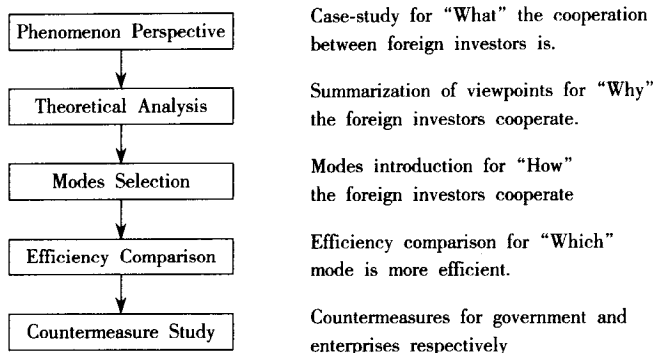 Phenomenon Perspective
Case-study for “What” the cooperation
between foreign investors is.
Theoretical Analysis
Summarization of viewpoints for “Why”
the foreign investors cooperate.
Modes Selection
Modes introduction for “How”
the foreign investors cooperate
Efficiency Comparison
Efficiency comparison for “Which”
mode is more efficient.
Countermeasure Study
Countermeasures for government and
enterprises respectively